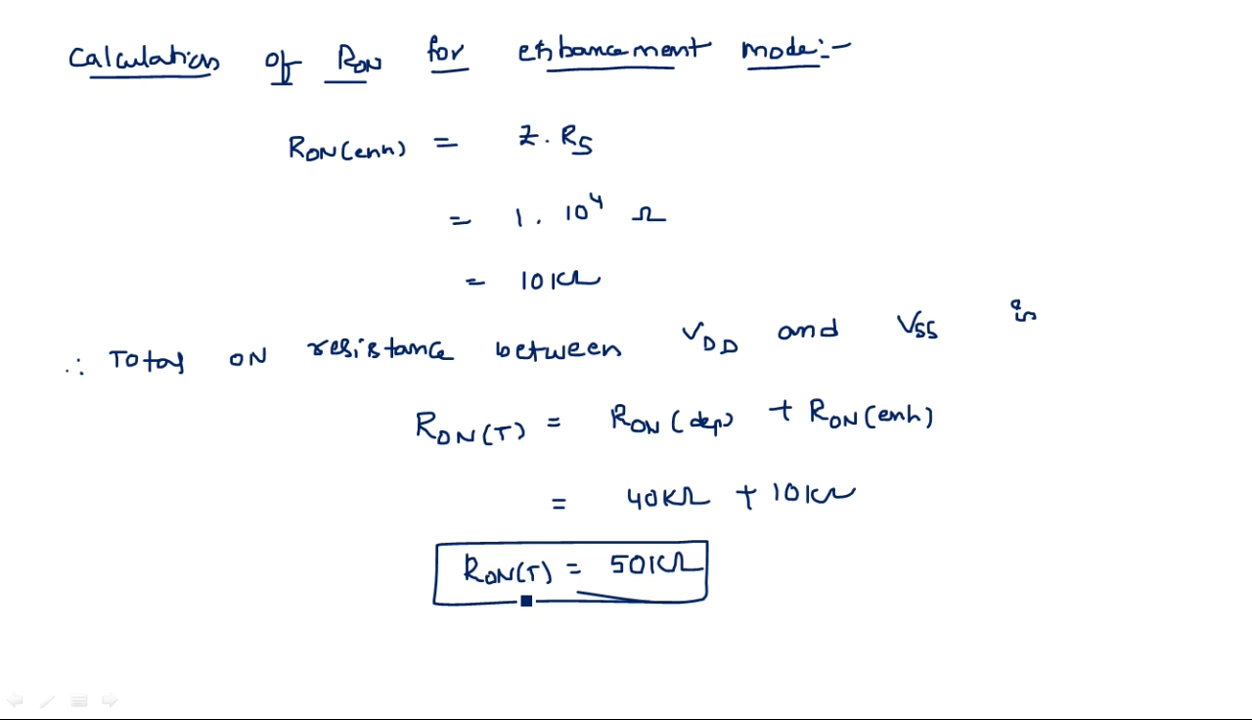 Calculation of RON for enhancement mode:-
RON(enh) = Z. RS
= 1. 10⁴ Ω
= 10KΩ
∴ Total ON resistance between VDD and VSS is
RON(T) = RON(dep) + RON(enh)
= 40KΩ + 10KΩ
RON(T) = 50KΩ